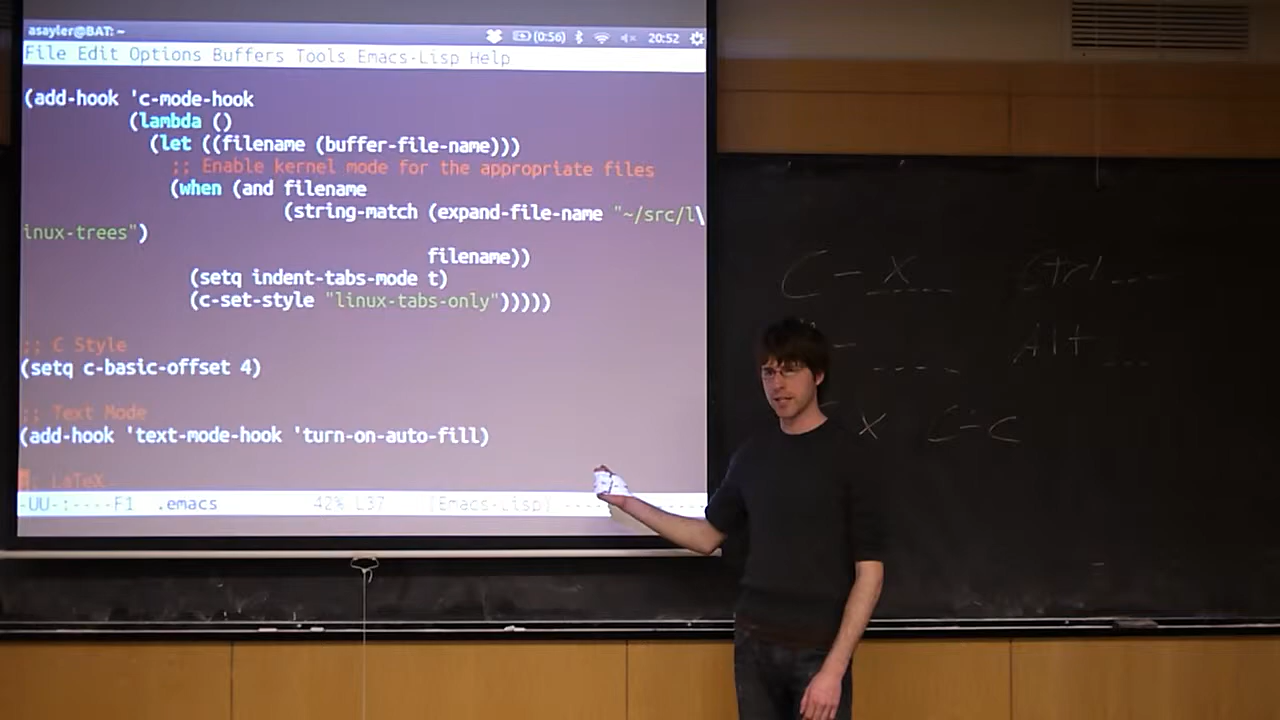 asayler@BAT: ~ (0:56) 20:52
File Edit Options Buffers Tools Emacs-Lisp Help
(add-hook 'c-mode-hook
(lambda ()
(let ((filename (buffer-file-name)))
;; Enable kernel mode for the appropriate files
(when (and filename
(string-match (expand-file-name "~/src/l\
inux-trees")
filename))
(setq indent-tabs-mode t)
(c-set-style "linux-tabs-only")))))
;; C Style
(setq c-basic-offset 4)
;; Text Mode
(add-hook 'text-mode-hook 'turn-on-auto-fill)
; LaTeX
-UU-:----F1 .emacs 42% L37 (Emacs-Lisp) ----
C - x Ctrl
Alt
x C-c